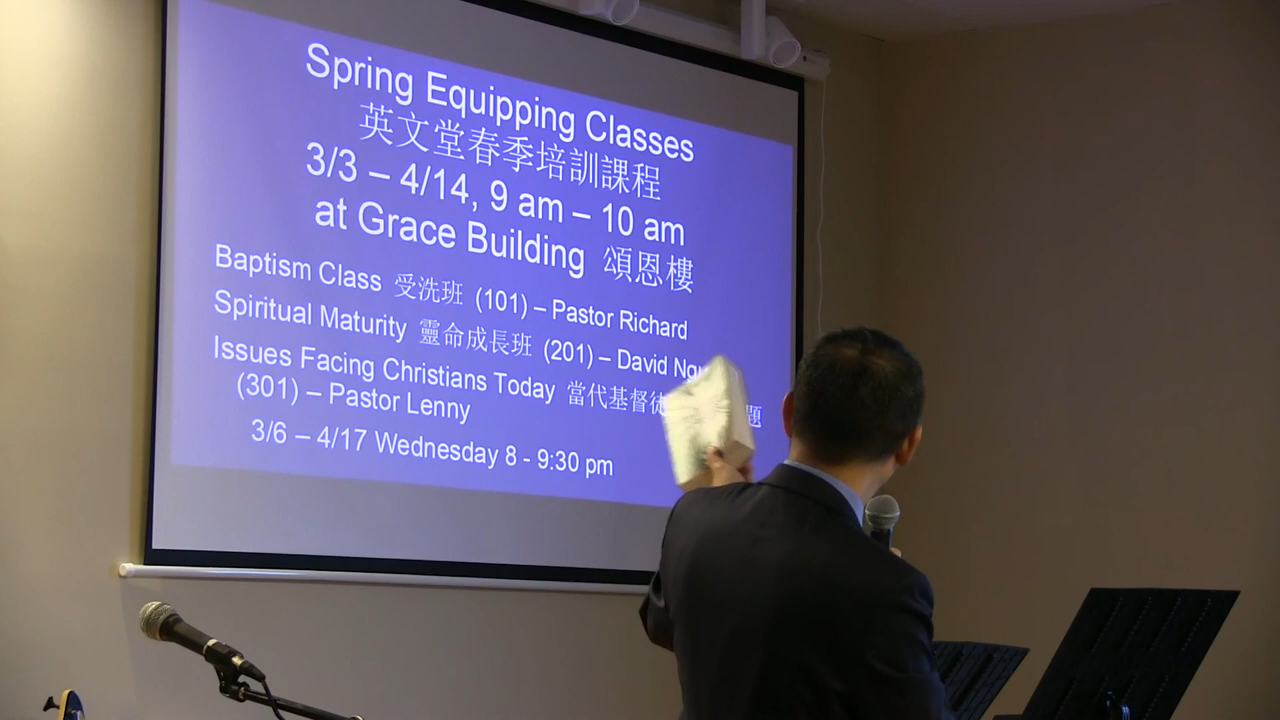 Spring Equipping Classes
英文堂春季培訓課程
3/3 – 4/14, 9 am – 10 am
at Grace Building 頌恩樓
Baptism Class 受洗班 (101) – Pastor Richard
Spiritual Maturity 靈命成長班 (201) – David
Issues Facing Christians Today 當代基督徒 題
(301) – Pastor Lenny
3/6 – 4/17 Wednesday 8 - 9:30 pm